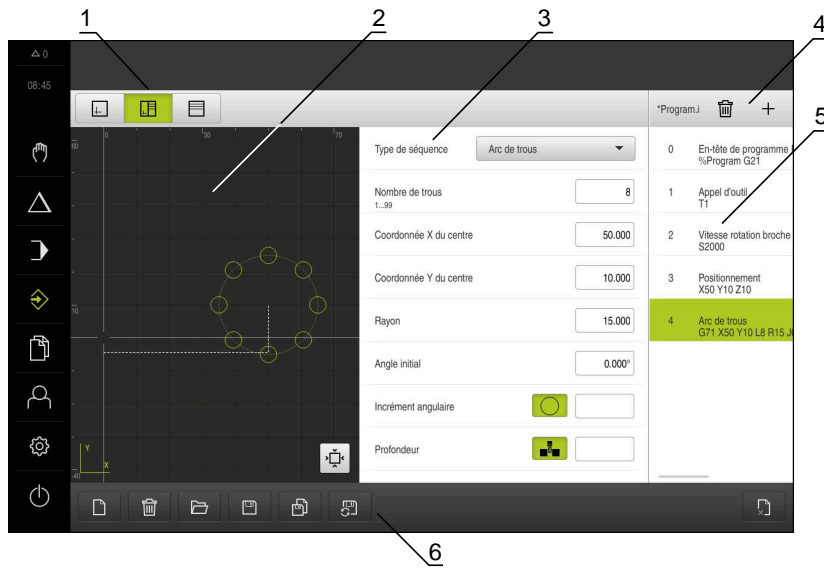 1
2
3
4
5
6
0
08:45
*Program.i
0
30
70
60
10
-40
Y
X
Type de séquence
Arc de trous
Nombre de trous
1...99
8
Coordonnée X du centre
50.000
Coordonnée Y du centre
10.000
Rayon
15.000
Angle initial
0.000°
Incrément angulaire
Profondeur
0 En-tête de programme
%Program G21
1 Appel d'outil
T1
2 Vitesse rotation broche
S2000
3 Positionnement
X50 Y10 Z10
4 Arc de trous
G71 X50 Y10 L8 R15